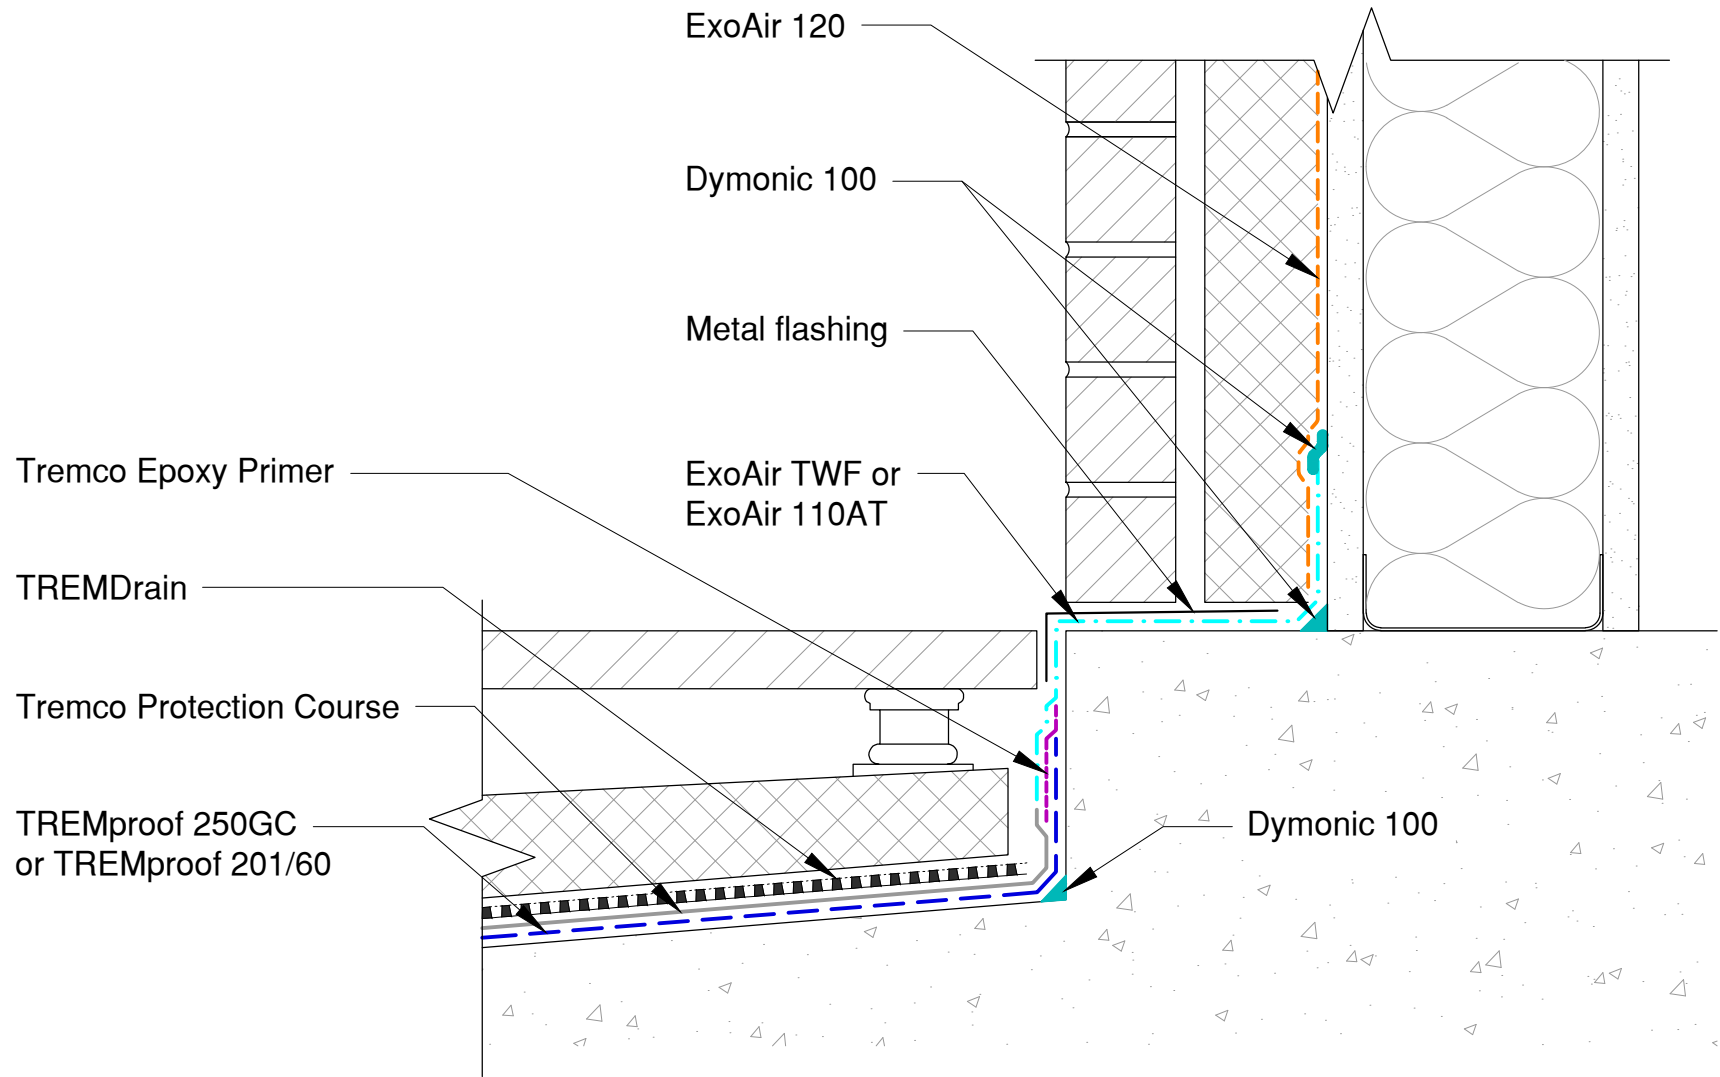 ExoAir 120
Dymonic 100
Metal flashing
Tremco Epoxy Primer
ExoAir TWF or
ExoAir 110AT
TREMDrain
Tremco Protection Course
TREMproof 250GC
or TREMproof 201/60
Dymonic 100